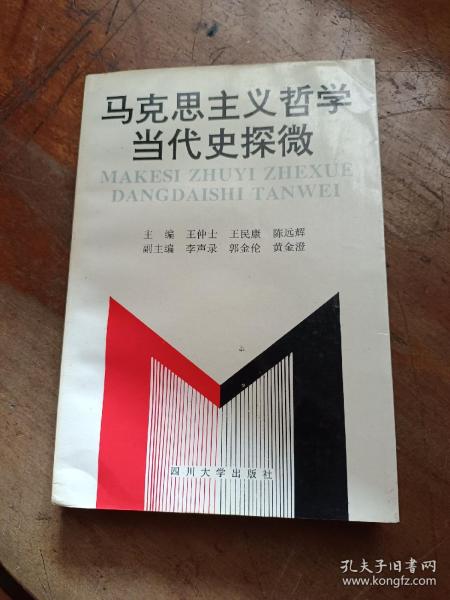 马克思主义哲学
当代史探微
MAKESI ZHUYI ZHEXUE
DANGDAISHI TANWEI
主 编 王仲士 王民康 陈远辉
副主编 李声录 郭金伦 黄金澄
四川大学出版社
孔夫子旧书网
www.kongfz.com